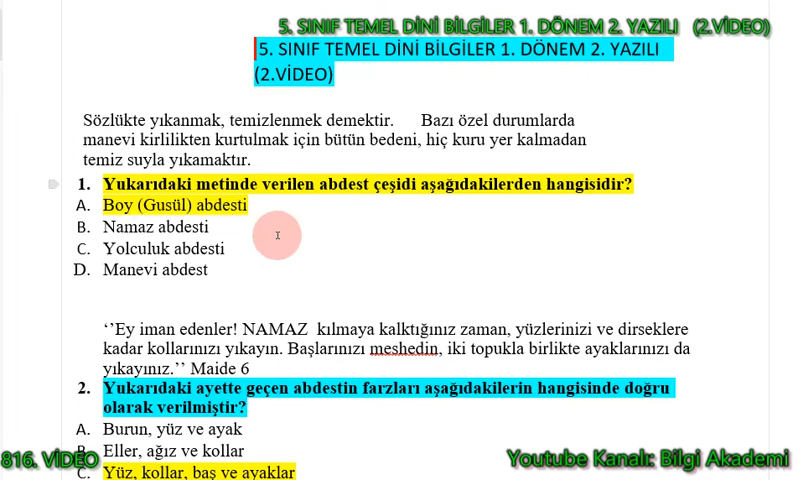 5. SINIF TEMEL DİNİ BİLGİLER 1. DÖNEM 2. YAZILI (2.VİDEO)
5. SINIF TEMEL DİNİ BİLGİLER 1. DÖNEM 2. YAZILI
(2.VİDEO)
Sözlükte yıkanmak, temizlenmek demektir. Bazı özel durumlarda
manevi kirlilikten kurtulmak için bütün bedeni, hiç kuru yer kalmadan
temiz suyla yıkamaktır.
1. Yukarıdaki metinde verilen abdest çeşidi aşağıdakilerden hangisidir?
A. Boy (Gusül) abdesti
B. Namaz abdesti
C. Yolculuk abdesti
D. Manevi abdest
‘’Ey iman edenler! NAMAZ kılmaya kalktığınız zaman, yüzlerinizi ve dirseklere
kadar kollarınızı yıkayın. Başlarınızı meshedin, iki topukla birlikte ayaklarınızı da
yıkayınız.’’ Maide 6
2. Yukarıdaki ayette geçen abdestin farzları aşağıdakilerin hangisinde doğru
olarak verilmiştir?
A. Burun, yüz ve ayak
B. Eller, ağız ve kollar
C. Yüz, kollar, baş ve ayaklar
816. VİDEO
Youtube Kanalı: Bilgi Akademi